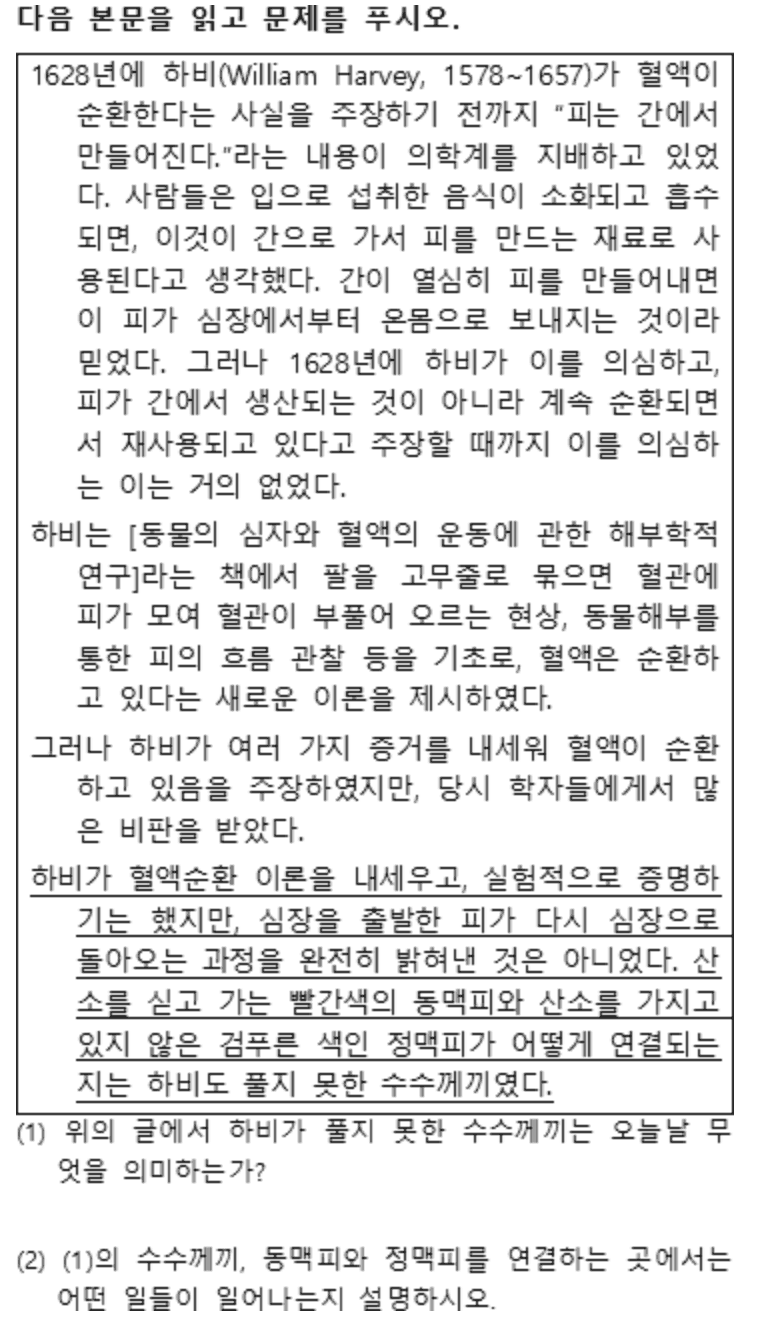 다음 본문을 읽고 문제를 푸시오.
1628년에 하비(William Harvey, 1578~1657)가 혈액이
순환한다는 사실을 주장하기 전까지 "피는 간에서
만들어진다."라는 내용이 의학계를 지배하고 있었
다. 사람들은 입으로 섭취한 음식이 소화되고 흡수
되면, 이것이 간으로 가서 피를 만드는 재료로 사
용된다고 생각했다. 간이 열심히 피를 만들어내면
이 피가 심장에서부터 온몸으로 보내지는 것이라
믿었다. 그러나 1628년에 하비가 이를 의심하고,
피가 간에서 생산되는 것이 아니라 계속 순환되면
서 재사용되고 있다고 주장할 때까지 이를 의심하
는 이는 거의 없었다.
하비는 [동물의 심자와 혈액의 운동에 관한 해부학적
연구]라는 책에서 팔을 고무줄로 묶으면 혈관에
피가 모여 혈관이 부풀어 오르는 현상, 동물해부를
통한 피의 흐름 관찰 등을 기초로, 혈액은 순환하
고 있다는 새로운 이론을 제시하였다.
그러나 하비가 여러 가지 증거를 내세워 혈액이 순환
하고 있음을 주장하였지만, 당시 학자들에게서 많
은 비판을 받았다.
하비가 혈액순환 이론을 내세우고, 실험적으로 증명하
기는 했지만, 심장을 출발한 피가 다시 심장으로
돌아오는 과정을 완전히 밝혀낸 것은 아니었다. 산
소를 싣고 가는 빨간색의 동맥피와 산소를 가지고
있지 않은 검푸른 색인 정맥피가 어떻게 연결되는
지는 하비도 풀지 못한 수수께끼였다.
(1) 위의 글에서 하비가 풀지 못한 수수께끼는 오늘날 무
엇을 의미하는가?
(2) (1)의 수수께끼, 동맥피와 정맥피를 연결하는 곳에서는
어떤 일들이 일어나는지 설명하시오.